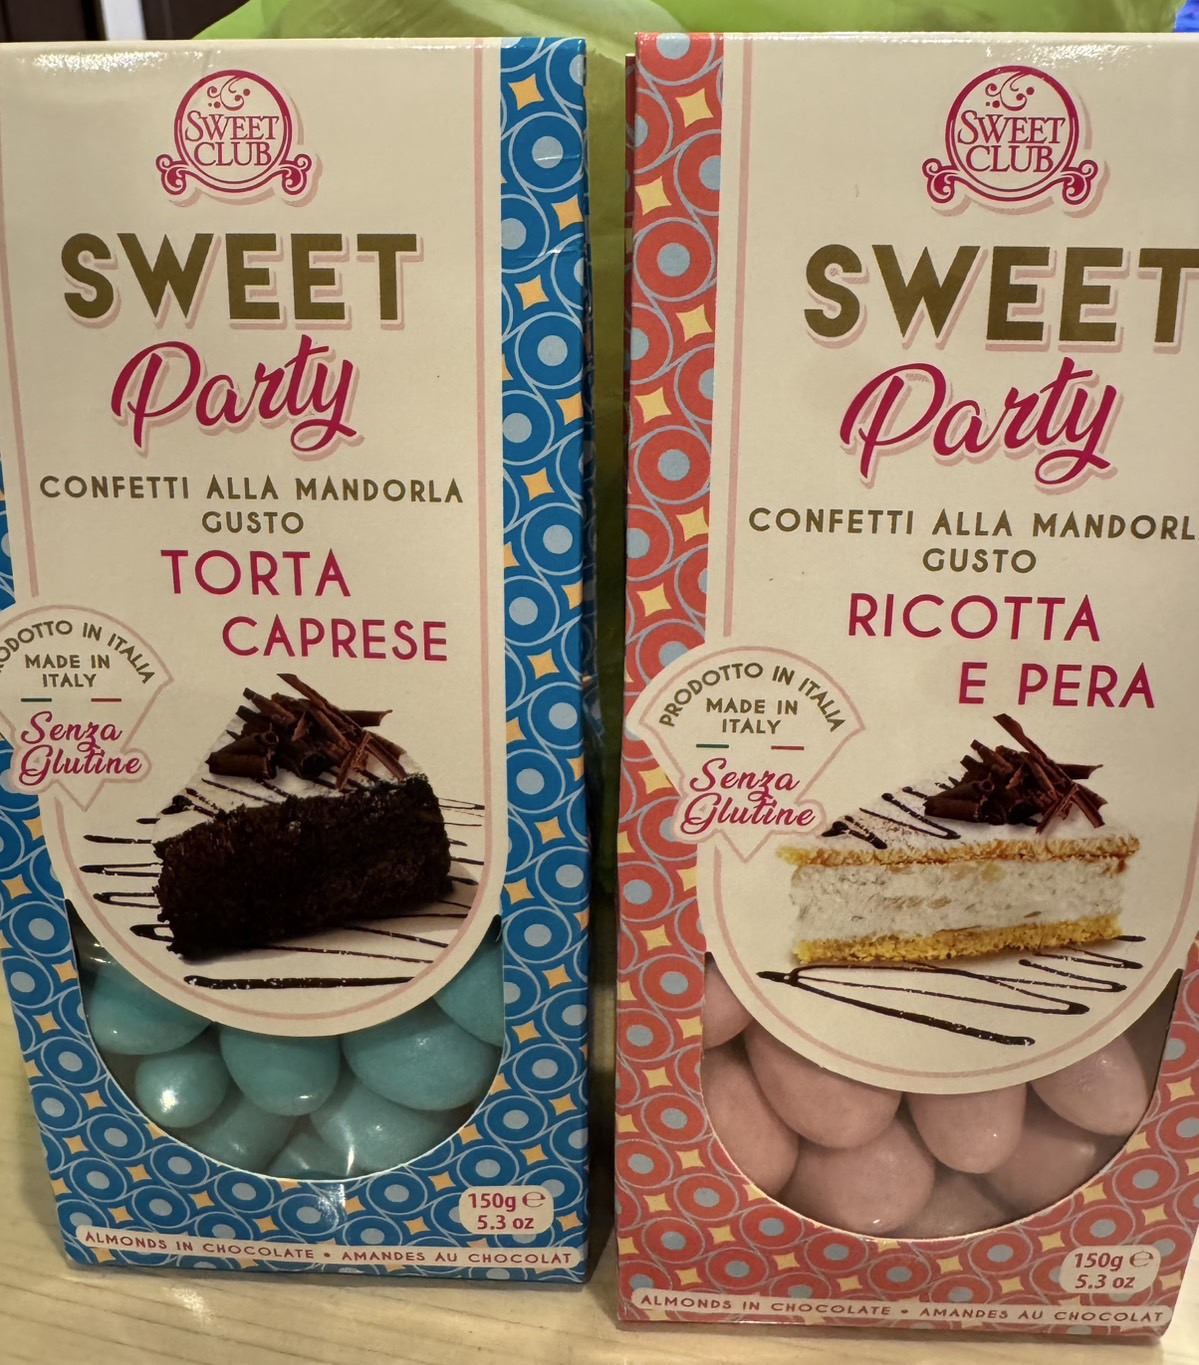 SWEET
CLUB
SWEET
Party
CONFETTI ALLA MANDORLA
GUSTO
TORTA
CAPRESE
ODOTTO IN ITALIA
MADE IN
ITALY
Senza
Glutine
150g e
5.3 oz
ALMONDS IN CHOCOLATE • AMANDES AU CHOCOLAT
SWEET
CLUB
SWEET
Party
CONFETTI ALLA MANDORL
GUSTO
RICOTTA
E PERA
PRODOTTO IN ITALIA
MADE IN
ITALY
Senza
Glutine
150g e
5.3 oz
ALMONDS IN CHOCOLATE • AMANDES AU CHOCOLAT